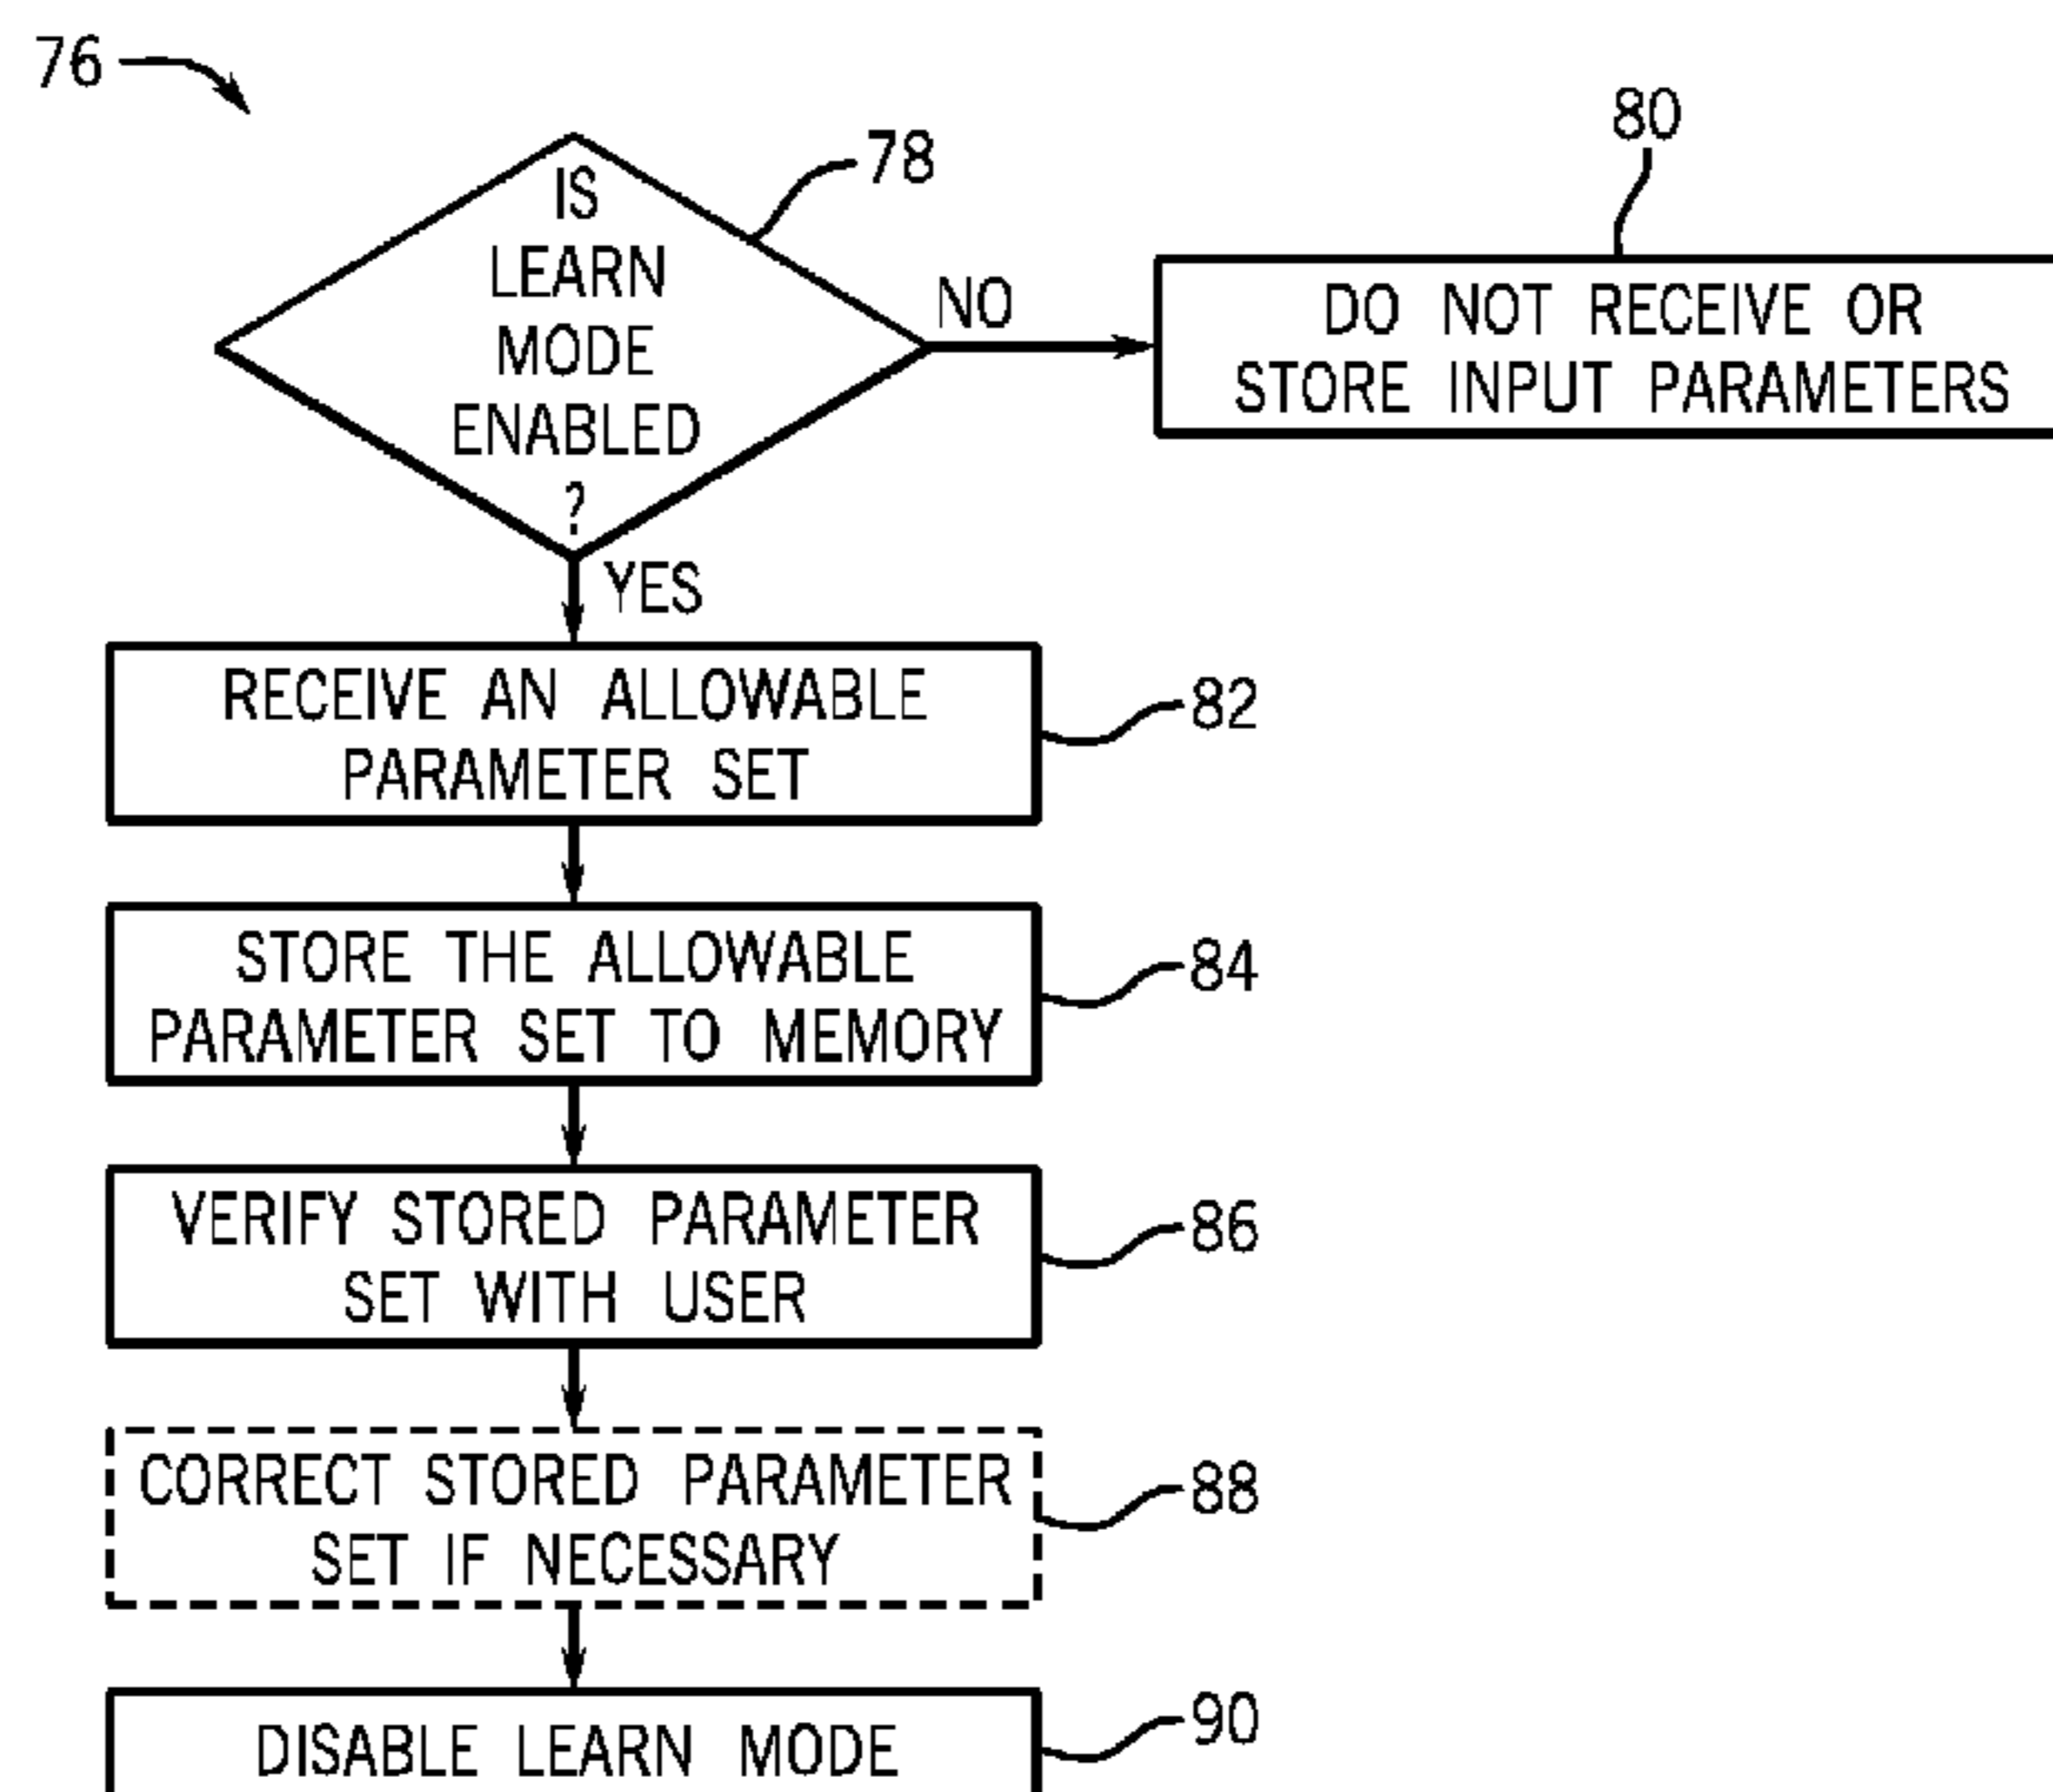 76
78
80
IS
LEARN
MODE
ENABLED
?
NO
DO NOT RECEIVE OR
STORE INPUT PARAMETERS
YES
RECEIVE AN ALLOWABLE
PARAMETER SET
82
STORE THE ALLOWABLE
PARAMETER SET TO MEMORY
84
VERIFY STORED PARAMETER
SET WITH USER
86
CORRECT STORED PARAMETER
SET IF NECESSARY
88
DISABLE LEARN MODE
90